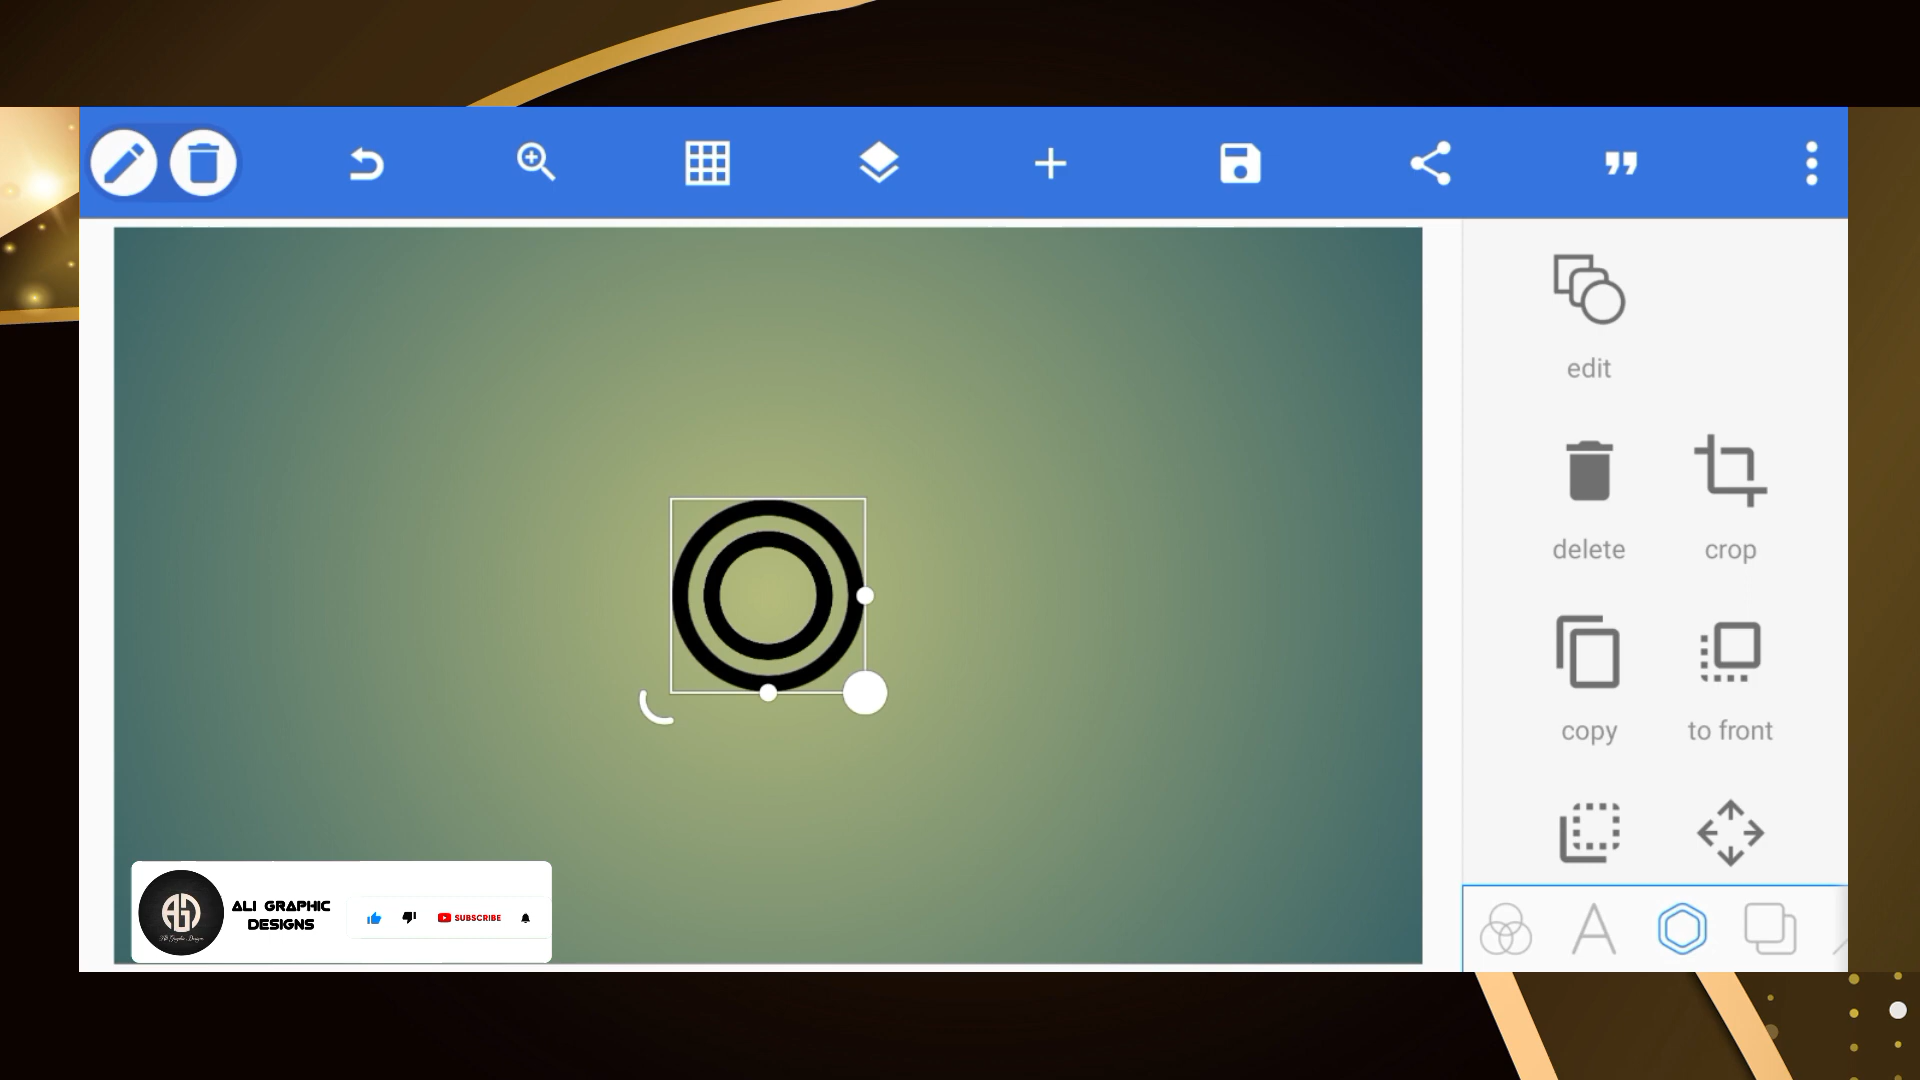 edit
delete
crop
copy
to front
ALI GRAPHIC
DESIGNS
SUBSCRIBE